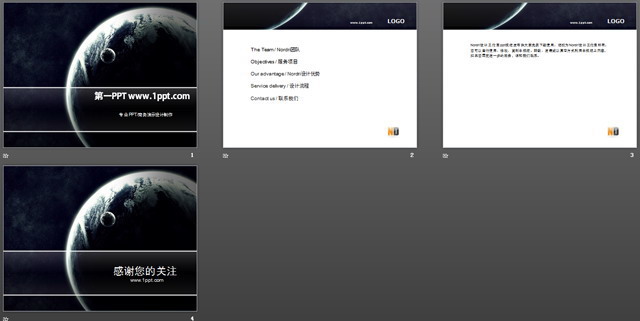 第一PPT www.1ppt.com
专业PPT/商务演示设计制作
1
www.1ppt.com LOGO
The Team / Nordri团队
Objectives / 服务项目
Our advantage / Nordri设计优势
Service delivery / 设计流程
Contact us / 联系我们
ND
2
www.1ppt.com LOGO
ND
3
感谢您的关注
www.1ppt.com
4